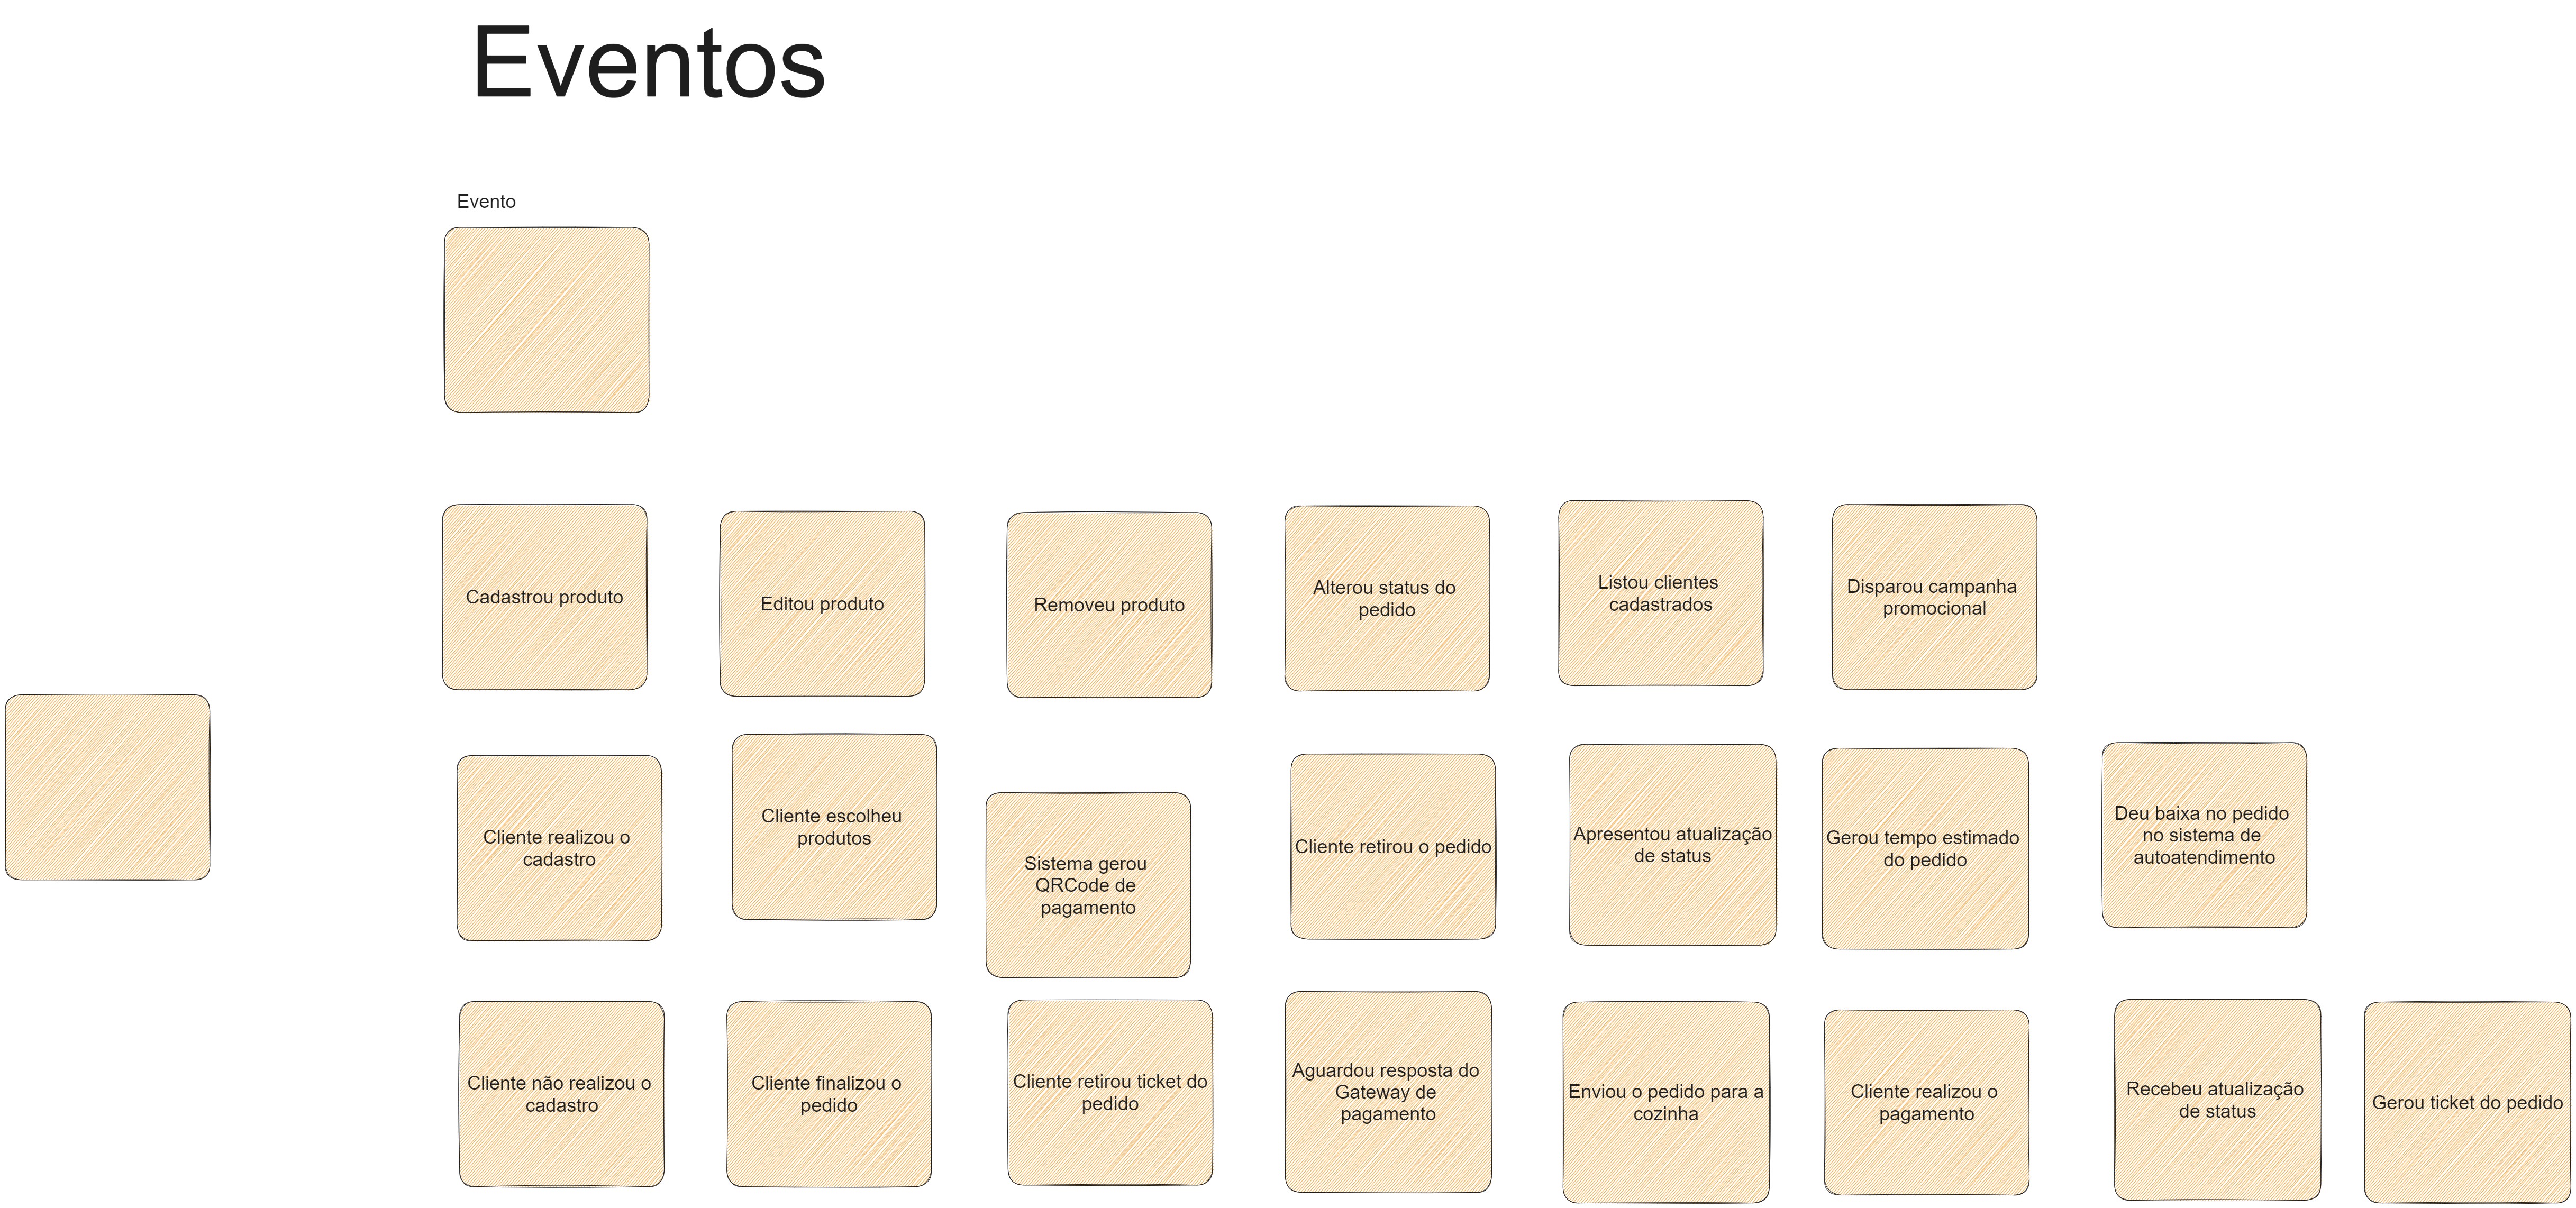 Eventos
Evento
Cadastrou produto
Editou produto
Removeu produto
Alterou status do
pedido
Listou clientes
cadastrados
Disparou campanha
promocional
Cliente realizou o
cadastro
Cliente escolheu
produtos
Sistema gerou
QRCode de
pagamento
Cliente retirou o pedido
Apresentou atualização
de status
Gerou tempo estimado
do pedido
Deu baixa no pedido
no sistema de
autoatendimento
Cliente não realizou o
cadastro
Cliente finalizou o
pedido
Cliente retirou ticket do
pedido
Aguardou resposta do
Gateway de
pagamento
Enviou o pedido para a
cozinha
Cliente realizou o
pagamento
Recebeu atualização
de status
Gerou ticket do pedido